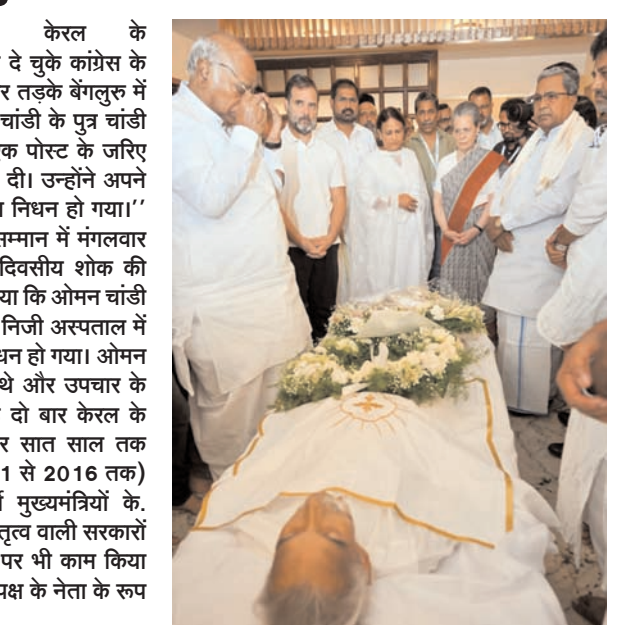 केरल के
दे चुके कांग्रेस के
र तड़के बेंगलुरु में
चांडी के पुत्र चांडी
क पोस्ट के जरिए
दी। उन्होंने अपने
निधन हो गया।’’
सम्मान में मंगलवार
दिवसीय शोक की
या कि ओमन चांडी
निजी अस्पताल में
धन हो गया। ओमन
थे और उपचार के
दो बार केरल के
र सात साल तक
1 से 2016 तक)
मुख्यमंत्रियों के.
तृत्व वाली सरकारों
पर भी काम किया
पक्ष के नेता के रूप